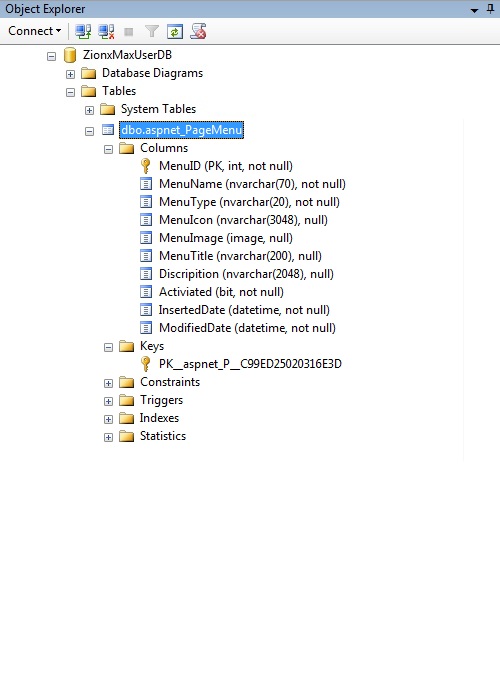 Object Explorer
Connect
ZionxMaxUserDB
Database Diagrams
Tables
System Tables
dbo.aspnet_PageMenu
Columns
MenuID (PK, int, not null)
MenuName (nvarchar(70), not null)
MenuType (nvarchar(20), not null)
MenuIcon (nvarchar(3048), null)
MenuImage (image, null)
MenuTitle (nvarchar(200), null)
Discripition (nvarchar(2048), null)
Activiated (bit, not null)
InsertedDate (datetime, not null)
ModifiedDate (datetime, not null)
Keys
PK__aspnet_P__C99ED25020316E3D
Constraints
Triggers
Indexes
Statistics